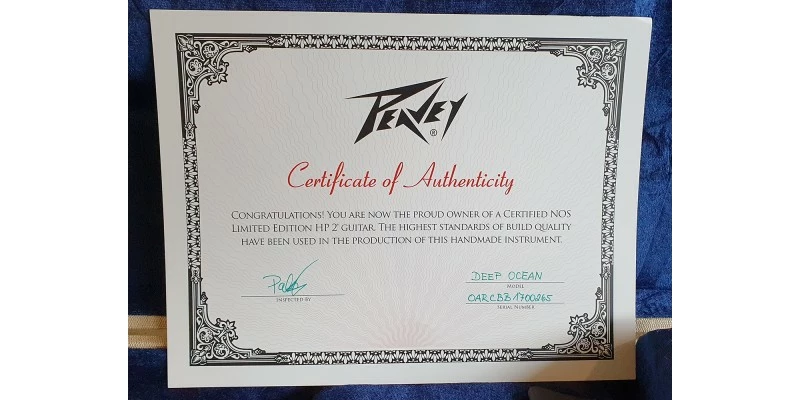 PEAVEY®
Certificate of Authenticity
CONGRATULATIONS! YOU ARE NOW THE PROUD OWNER OF A CERTIFIED NOS
LIMITED EDITION HP 2® GUITAR. THE HIGHEST STANDARDS OF BUILD QUALITY
HAVE BEEN USED IN THE PRODUCTION OF THIS HANDMADE INSTRUMENT.
INSPECTED BY
DEEP OCEAN
MODEL
OARCBB1700265
SERIAL NUMBER